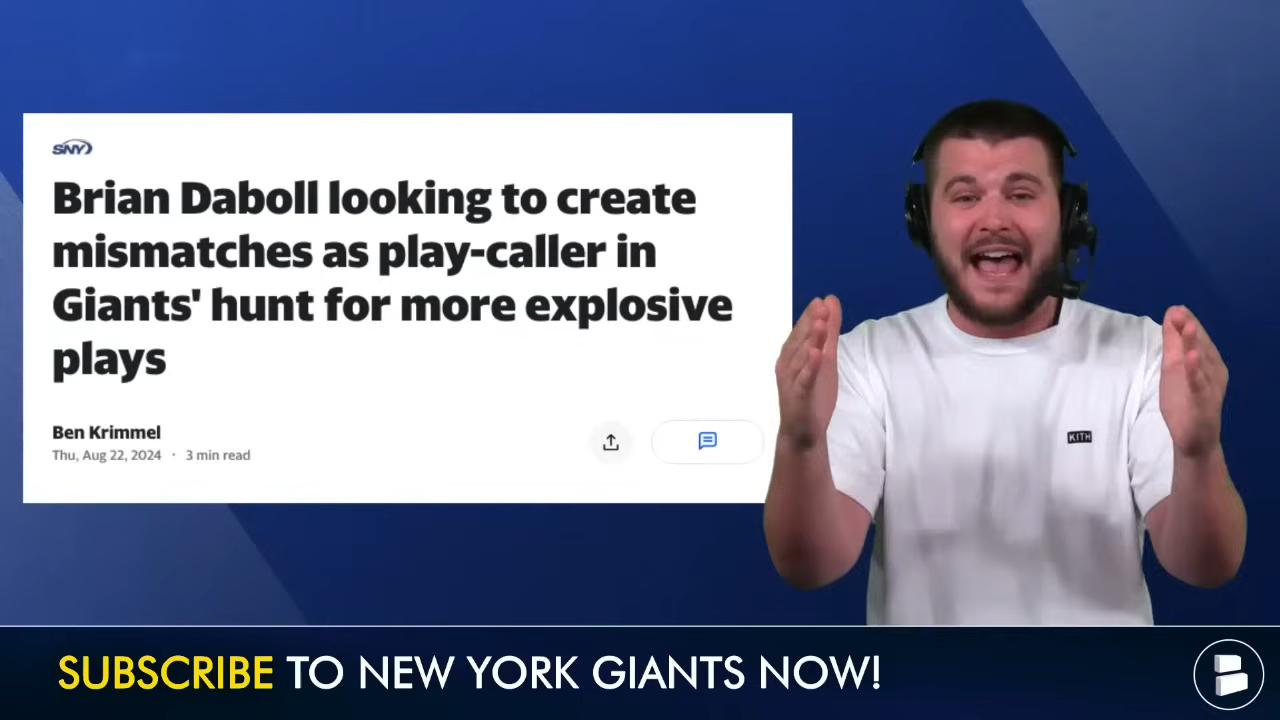 SNY
Brian Daboll looking to create
mismatches as play-caller in
Giants' hunt for more explosive
plays
Ben Krimmel
Thu, Aug 22, 2024 · 3 min read
KITH
SUBSCRIBE TO NEW YORK GIANTS NOW!